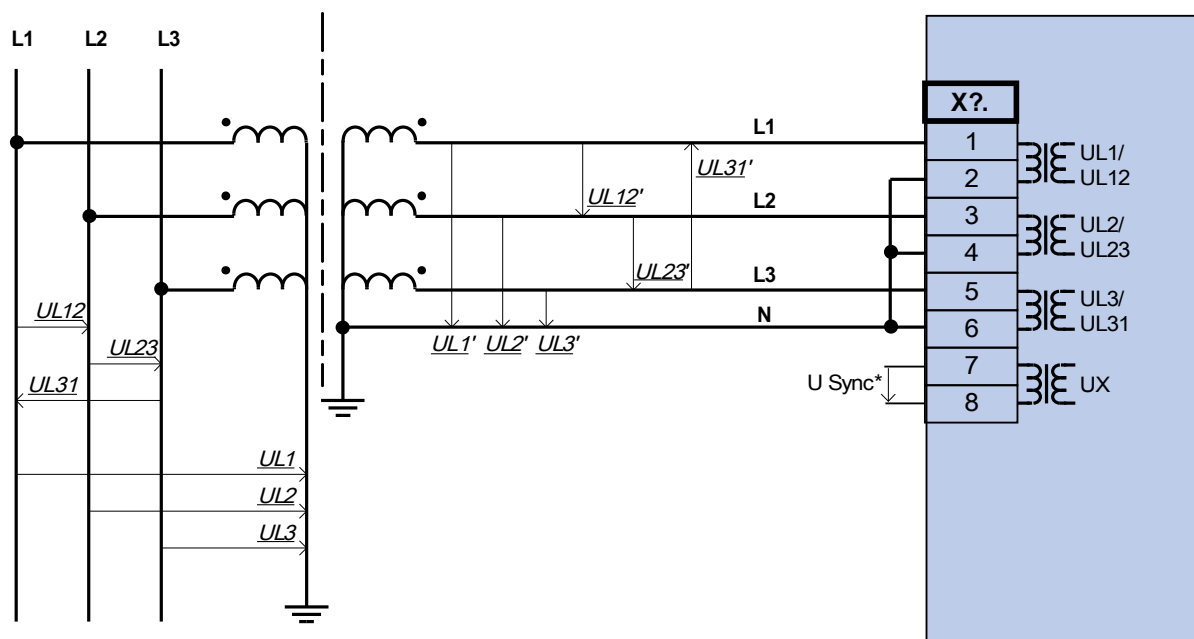 L1 L2 L3
X?.
L1
1
UL1/
UL31'
2
UL12
UL12'
L2
3
UL2/
4
UL23
UL23'
L3
5
UL3/
UL12
N
6
UL31
UL1' UL2' UL3'
UL23
7
UL31
U Sync*
UX
8
UL1
UL2
UL3